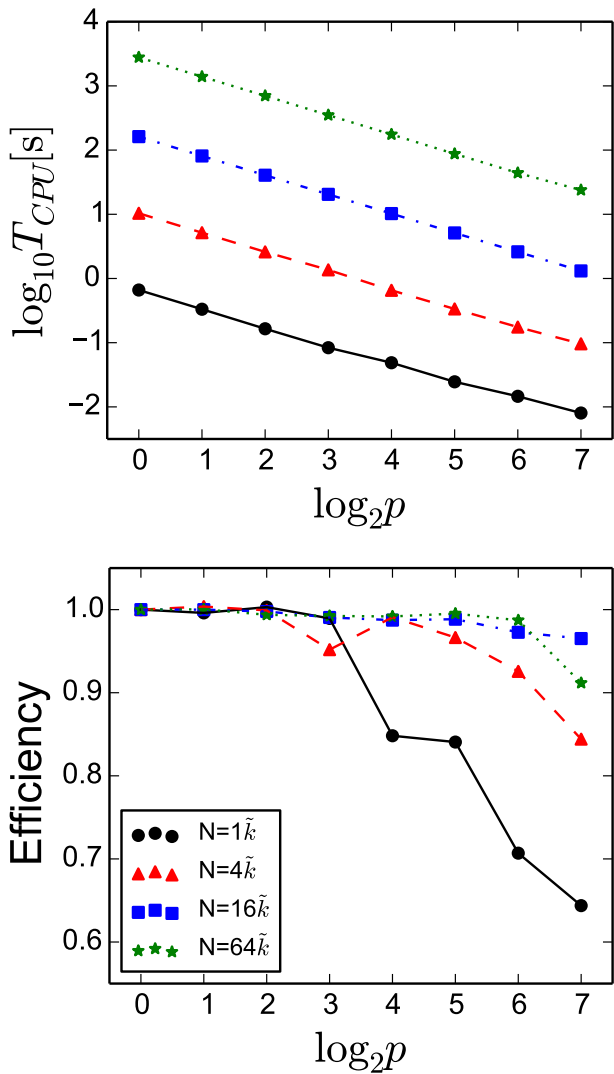 4
3
2
1
0
−1
−2
log₁₀T_CPU[s]
0 1 2 3 4 5 6 7
log₂p
1.0
0.9
0.8
0.7
0.6
Efficiency
N=1k̃
N=4k̃
N=16k̃
N=64k̃
0 1 2 3 4 5 6 7
log₂p